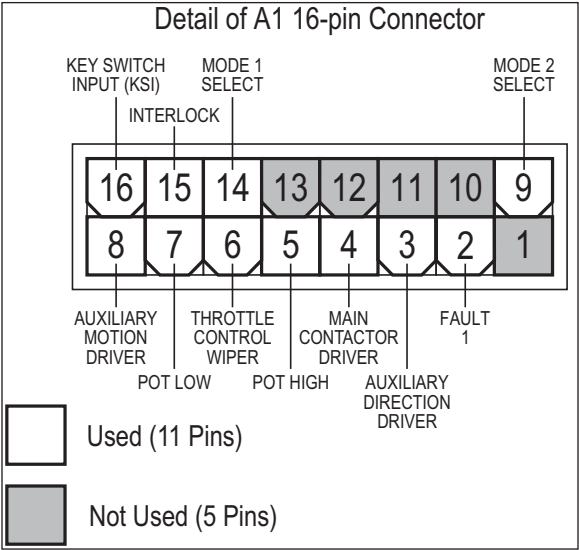 Detail of A1 16-pin Connector
KEY SWITCH
INPUT (KSI)
MODE 1
SELECT
MODE 2
SELECT
INTERLOCK
16 15 14 13 12 11 10 9
8 7 6 5 4 3 2 1
AUXILIARY
MOTION
DRIVER
THROTTLE
CONTROL
WIPER
MAIN
CONTACTOR
DRIVER
FAULT
1
POT LOW
POT HIGH
AUXILIARY
DIRECTION
DRIVER
Used (11 Pins)
Not Used (5 Pins)